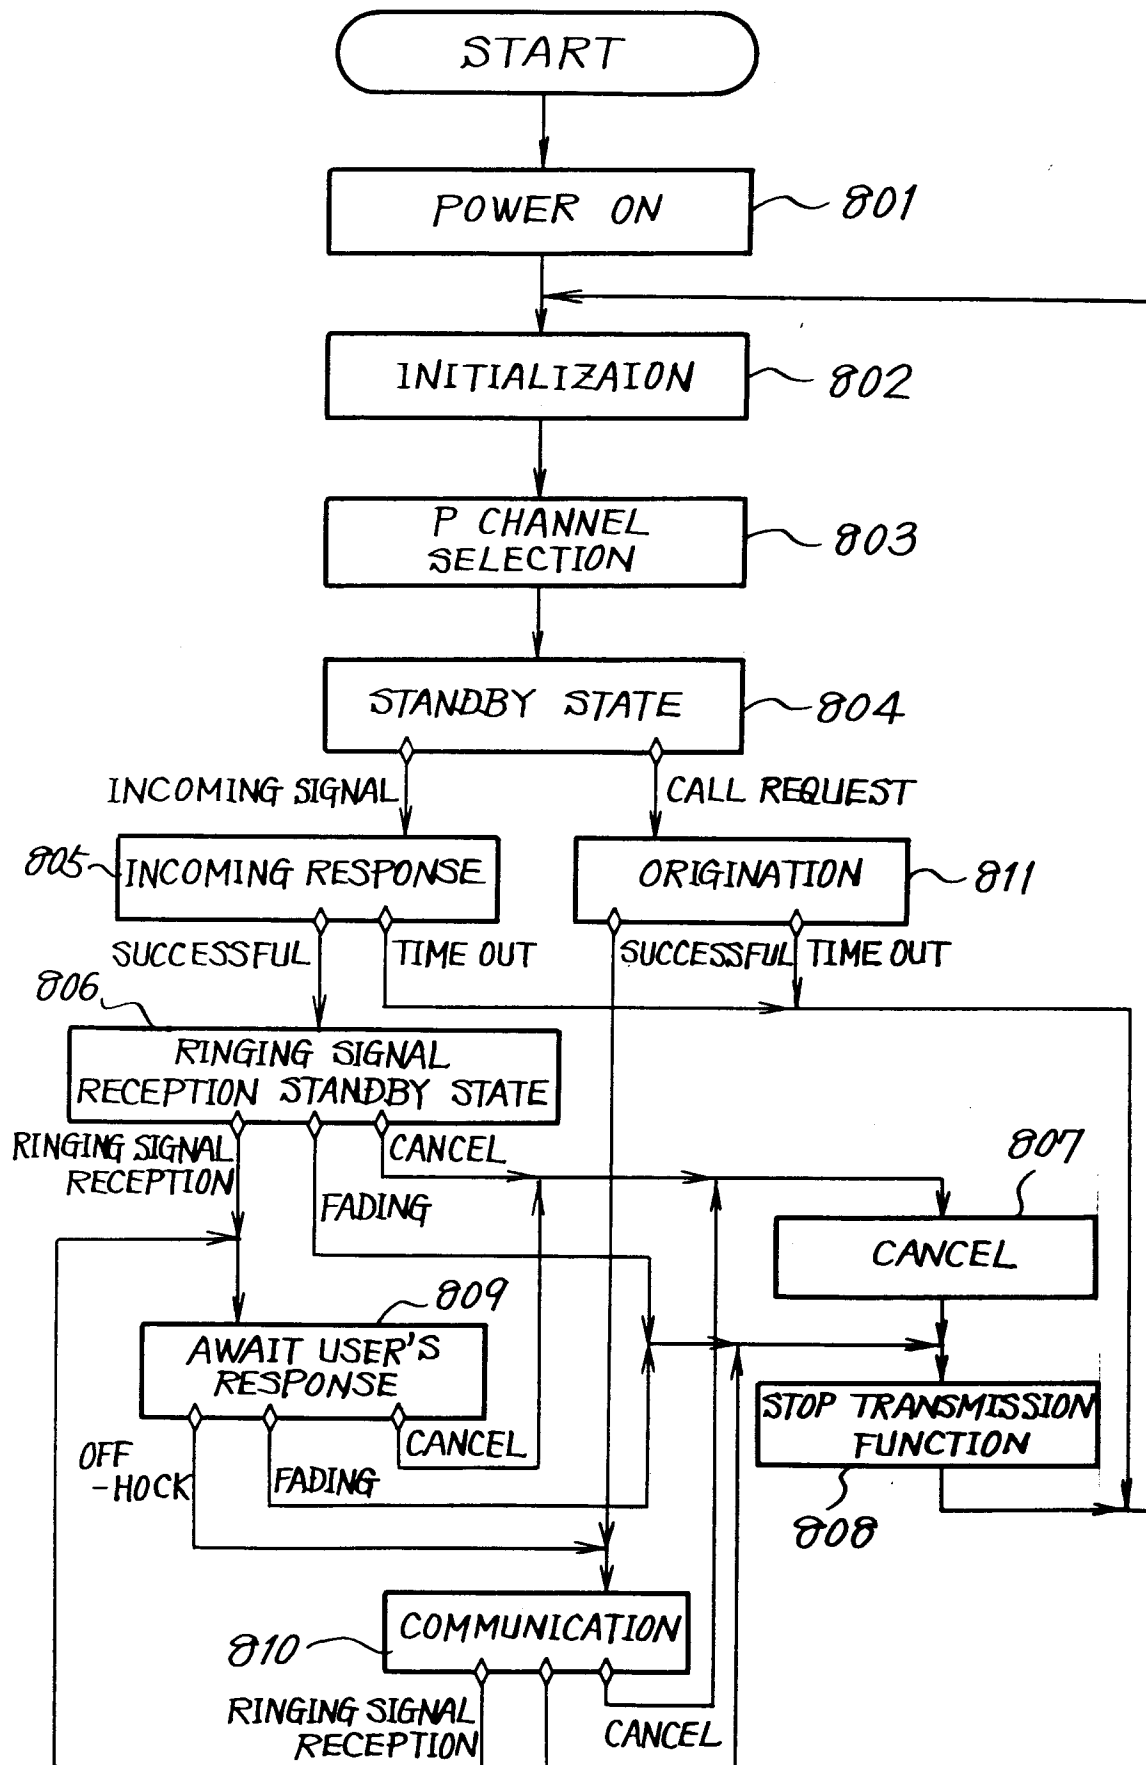 START
POWER ON
801
INITIALIZAION
802
P CHANNEL
SELECTION
803
STANDBY STATE
804
INCOMING SIGNAL
CALL REQUEST
805
INCOMING RESPONSE
ORIGINATION
811
SUCCESSFUL
TIME OUT
SUCCESSFUL
TIME OUT
806
RINGING SIGNAL
RECEPTION STANDBY STATE
RINGING SIGNAL
RECEPTION
FADING
CANCEL
807
CANCEL
809
AWAIT USER'S
RESPONSE
STOP TRANSMISSION
FUNCTION
808
OFF
-HOCK
FADING
CANCEL
COMMUNICATION
810
RINGING SIGNAL
RECEPTION
CANCEL